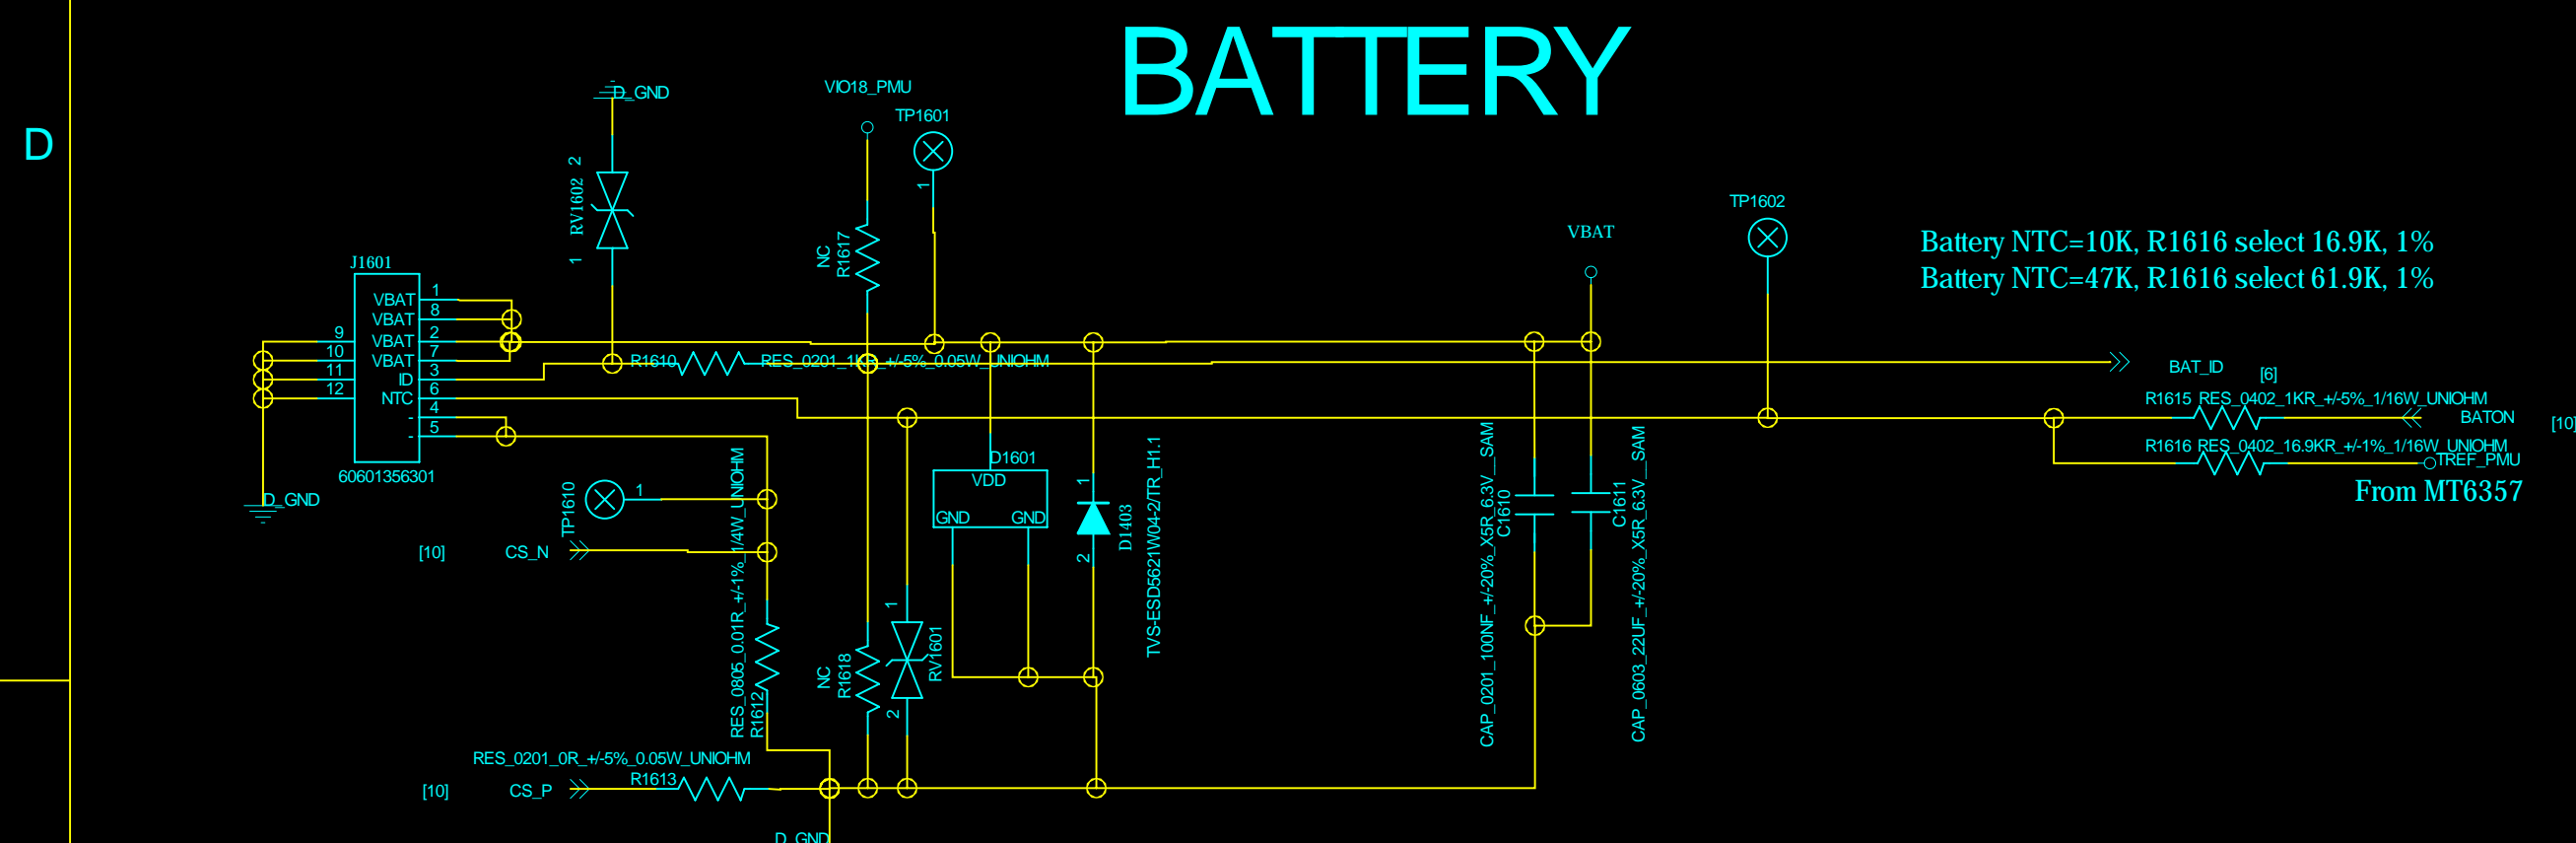 BATTERY
D
D_GND
VIO18_PMU
TP1601
1
RV1602
2
1
NC
R1617
TP1602
VBAT
Battery NTC=10K, R1616 select 16.9K, 1%
Battery NTC=47K, R1616 select 61.9K, 1%
J1601
VBAT
1
VBAT
8
9
VBAT
2
10
VBAT
7
11
ID
3
12
NTC
6
-
4
-
5
60601356301
D_GND
R1610
RES_0201_1KR_+/-5%_0.05W_UNIOHM
BAT_ID
[6]
R1615 RES_0402_1KR_+/-5%_1/16W_UNIOHM
BATON
[10]
R1616 RES_0402_16.9KR_+/-1%_1/16W_UNIOHM
TREF_PMU
From MT6357
TP1610
1
[10]
CS_N
RES_0805_0.01R_+/-1%_1/4W_UNIOHM
R1612
D1601
VDD
GND
GND
1
D1403
2
TVS-ESD5621W04-2/TR_H1.1
CAP_0201_100NF_+/-20%_X5R_6.3V__SAM
C1610
C1611
CAP_0603_22UF_+/-20%_X5R_6.3V__SAM
NC
R1618
1
RV1601
2
RES_0201_0R_+/-5%_0.05W_UNIOHM
R1613
[10]
CS_P
D_GND